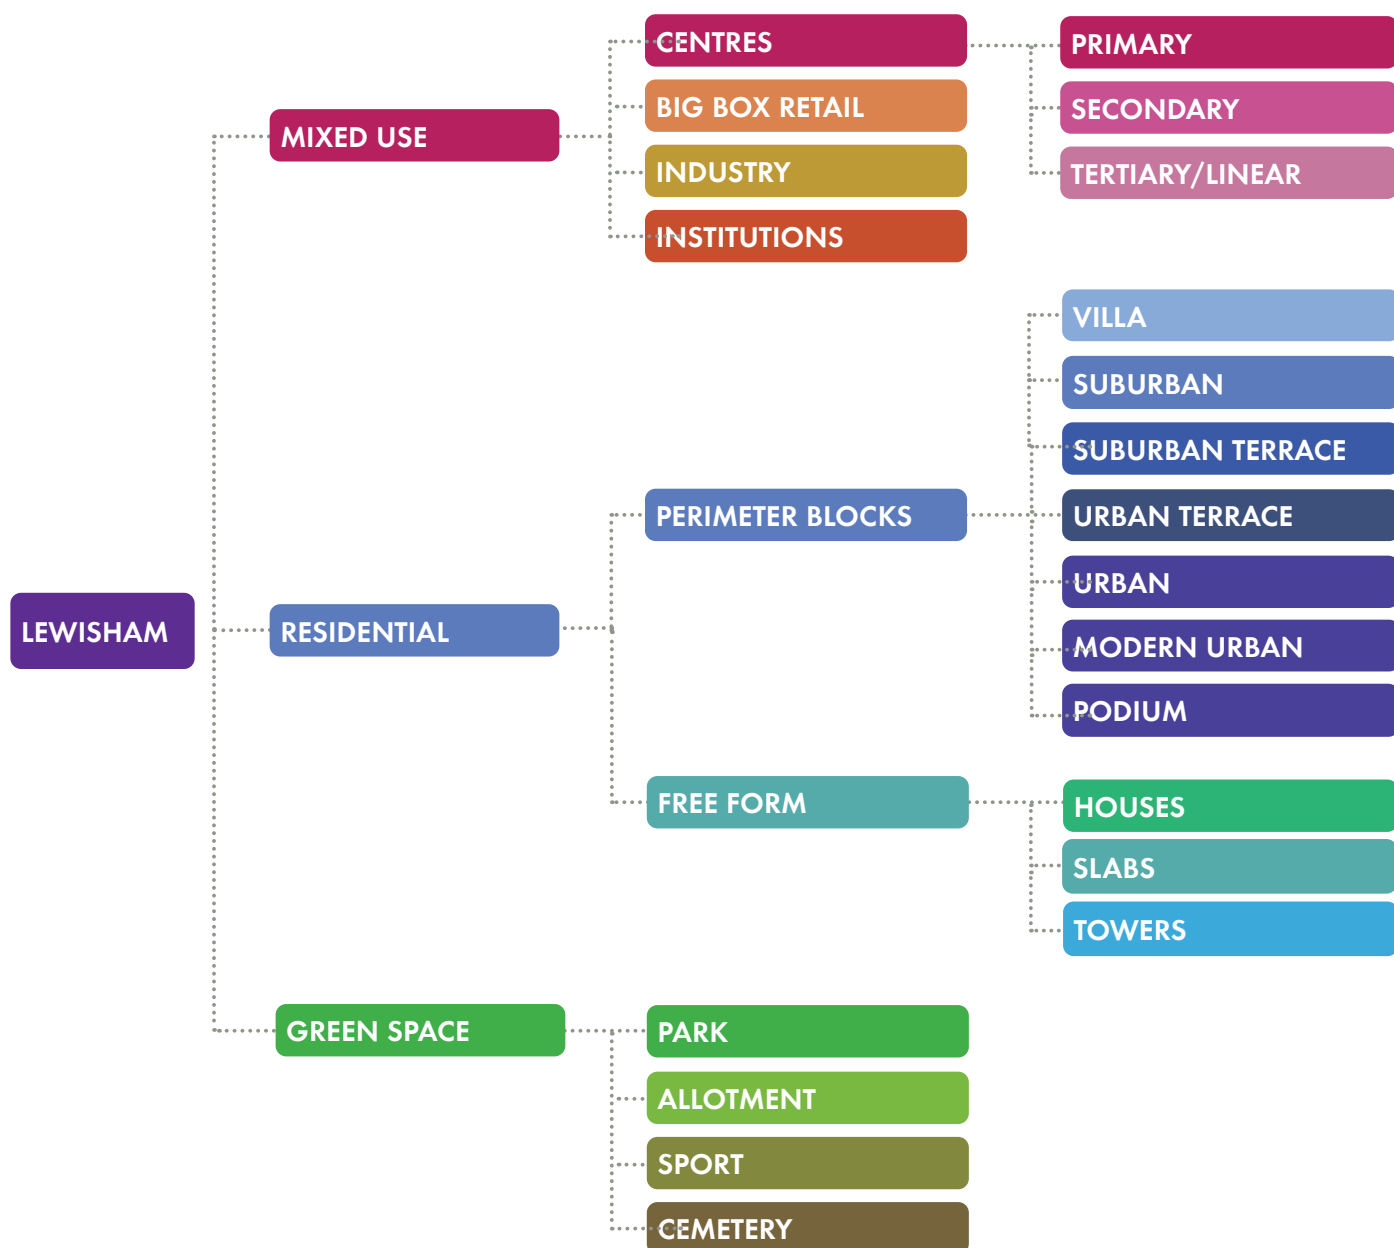 LEWISHAM
MIXED USE
CENTRES
PRIMARY
SECONDARY
TERTIARY/LINEAR
BIG BOX RETAIL
INDUSTRY
INSTITUTIONS
RESIDENTIAL
PERIMETER BLOCKS
VILLA
SUBURBAN
SUBURBAN TERRACE
URBAN TERRACE
URBAN
MODERN URBAN
PODIUM
FREE FORM
HOUSES
SLABS
TOWERS
GREEN SPACE
PARK
ALLOTMENT
SPORT
CEMETERY